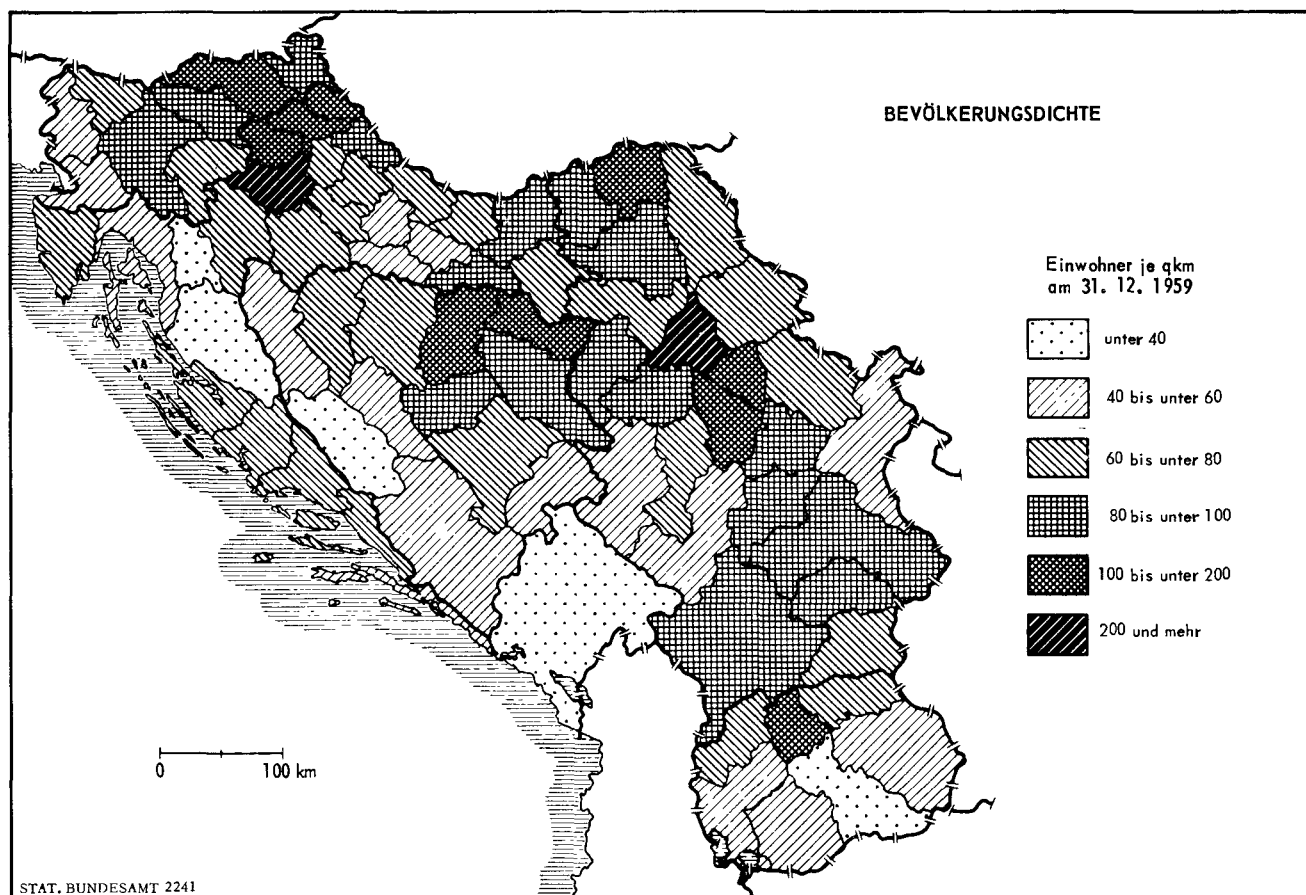 BEVÖLKERUNGSDICHTE
Einwohner je qkm
am 31. 12. 1959
unter 40
40 bis unter 60
60 bis unter 80
80 bis unter 100
100 bis unter 200
200 und mehr
0 100 km
STAT. BUNDESAMT 2241